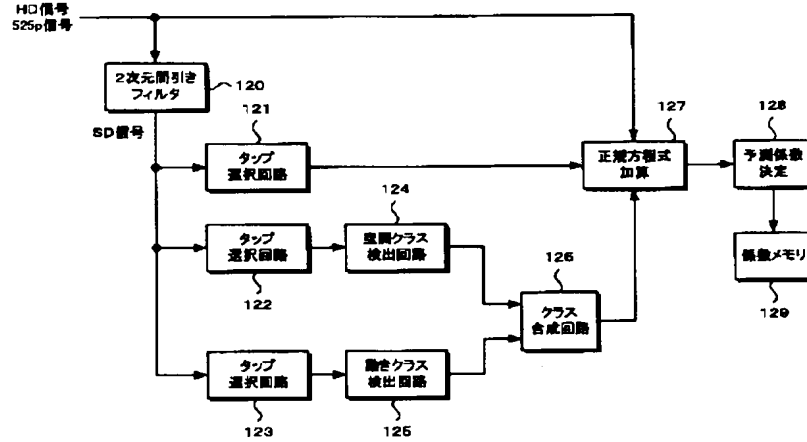 HD信号
525p信号
2次元間引き
フィルタ
120
SD信号
121
タップ
選択回路
127
正規方程式
加算
128
予測係数
決定
タップ
選択回路
122
124
空間クラス
検出回路
126
クラス
合成回路
係数メモリ
129
タップ
選択回路
123
動きクラス
検出回路
125